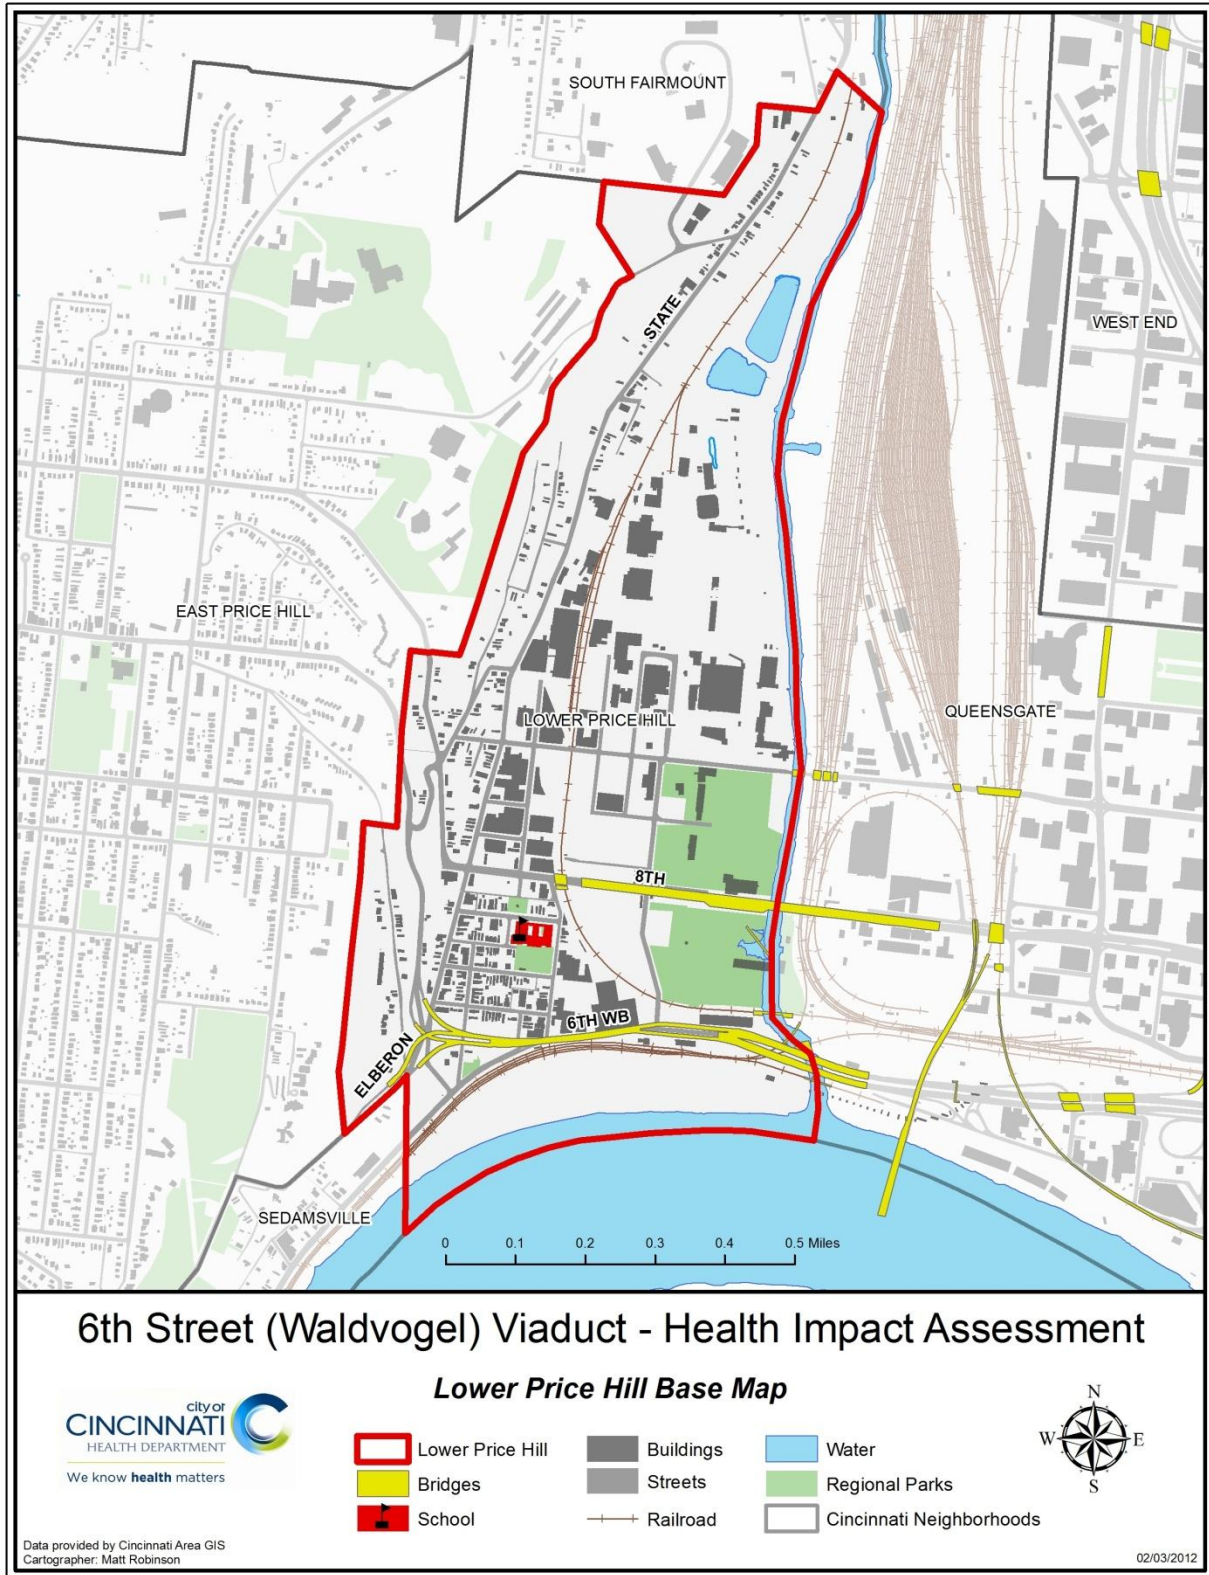 SOUTH FAIRMOUNT
STATE
WEST END
EAST PRICE HILL
LOWER PRICE HILL
QUEENSGATE
8TH
6TH WB
ELBERON
SEDAMSVILLE
0 0.1 0.2 0.3 0.4 0.5 Miles
6th Street (Waldvogel) Viaduct - Health Impact Assessment
Lower Price Hill Base Map
city of
CINCINNATI
HEALTH DEPARTMENT
We know health matters
Lower Price Hill
Bridges
School
Buildings
Streets
Railroad
Water
Regional Parks
Cincinnati Neighborhoods
N
W E
S
Data provided by Cincinnati Area GIS
Cartographer: Matt Robinson
02/03/2012